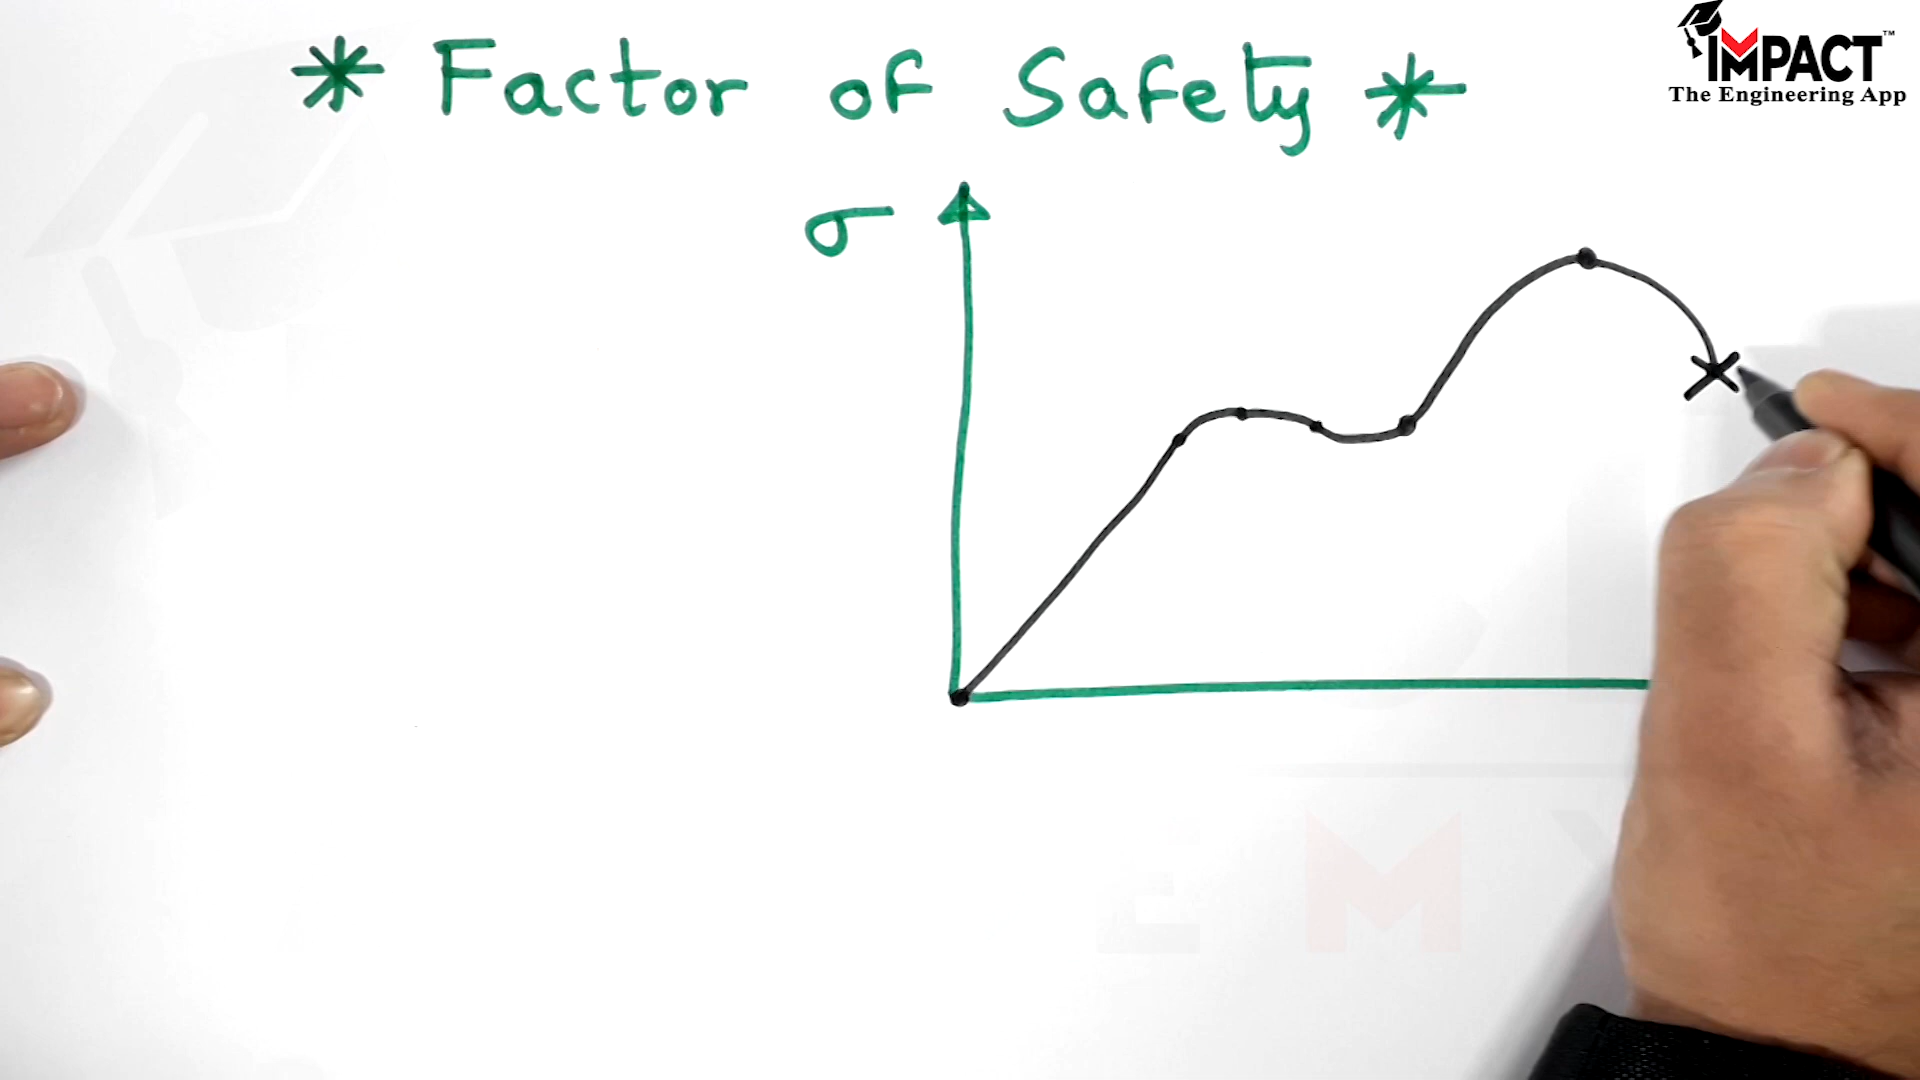 * Factor of Safety *
IMPACT™
The Engineering App
σ